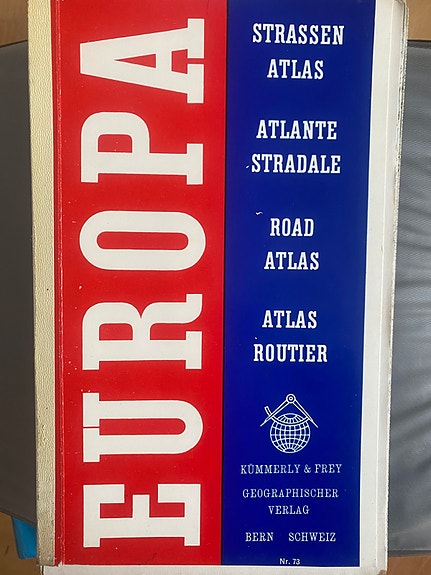 EUROPA
STRASSEN
ATLAS
ATLANTE
STRADALE
ROAD
ATLAS
ATLAS
ROUTIER
KÜMMERLY & FREY
GEOGRAPHISCHER
VERLAG
BERN SCHWEIZ
Nr. 73